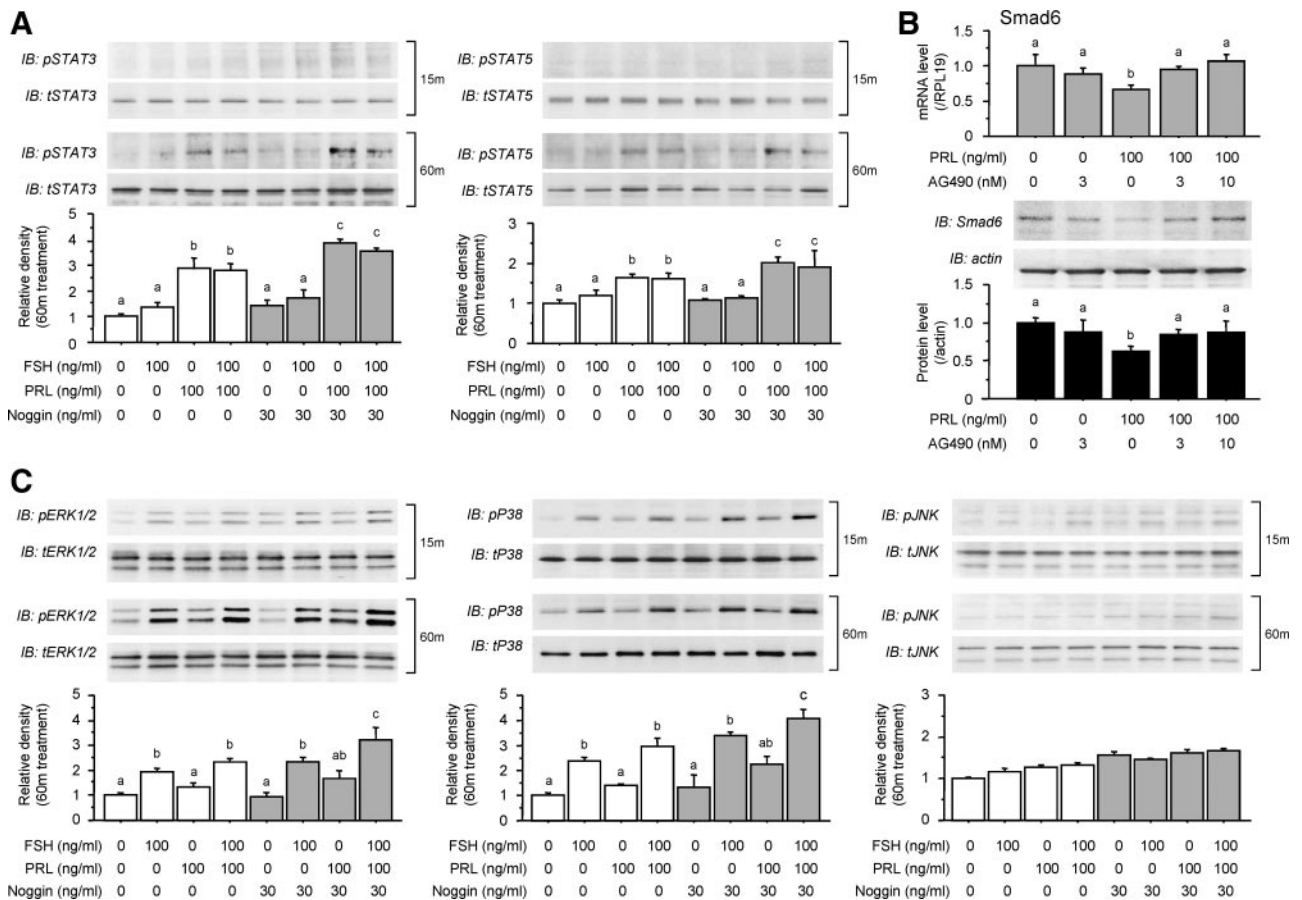 A
IB: pSTAT3
IB: tSTAT3
15m
IB: pSTAT3
IB: tSTAT3
60m
Relative density
(60m treatment)
5
4
3
2
1
0
a a b b a a c c
FSH (ng/ml) 0 100 0 100 0 100 0 100
PRL (ng/ml) 0 0 100 100 0 0 100 100
Noggin (ng/ml) 0 0 0 0 30 30 30 30
IB: pSTAT5
IB: tSTAT5
15m
IB: pSTAT5
IB: tSTAT5
60m
Relative density
(60m treatment)
3
2
1
0
a a b b a a c c
FSH (ng/ml) 0 100 0 100 0 100 0 100
PRL (ng/ml) 0 0 100 100 0 0 100 100
Noggin (ng/ml) 0 0 0 0 30 30 30 30
B
Smad6
mRNA level
(/RPL19)
1.5
1.0
0.5
0
a a b a a
PRL (ng/ml) 0 0 100 100 100
AG490 (nM) 0 3 0 3 10
IB: Smad6
IB: actin
Protein level
(/actin)
1.5
1.0
0.5
0
a a b a a
PRL (ng/ml) 0 0 100 100 100
AG490 (nM) 0 3 0 3 10
C
IB: pERK1/2
IB: tERK1/2
15m
IB: pERK1/2
IB: tERK1/2
60m
Relative density
(60m treatment)
5
4
3
2
1
0
a b a b a b ab c
FSH (ng/ml) 0 100 0 100 0 100 0 100
PRL (ng/ml) 0 0 100 100 0 0 100 100
Noggin (ng/ml) 0 0 0 0 30 30 30 30
IB: pP38
IB: tP38
15m
IB: pP38
IB: tP38
60m
Relative density
(60m treatment)
5
4
3
2
1
0
a b a b a b ab c
FSH (ng/ml) 0 100 0 100 0 100 0 100
PRL (ng/ml) 0 0 100 100 0 0 100 100
Noggin (ng/ml) 0 0 0 0 30 30 30 30
IB: pJNK
IB: tJNK
15m
IB: pJNK
IB: tJNK
60m
Relative density
(60m treatment)
3
2
1
0
FSH (ng/ml) 0 100 0 100 0 100 0 100
PRL (ng/ml) 0 0 100 100 0 0 100 100
Noggin (ng/ml) 0 0 0 0 30 30 30 30